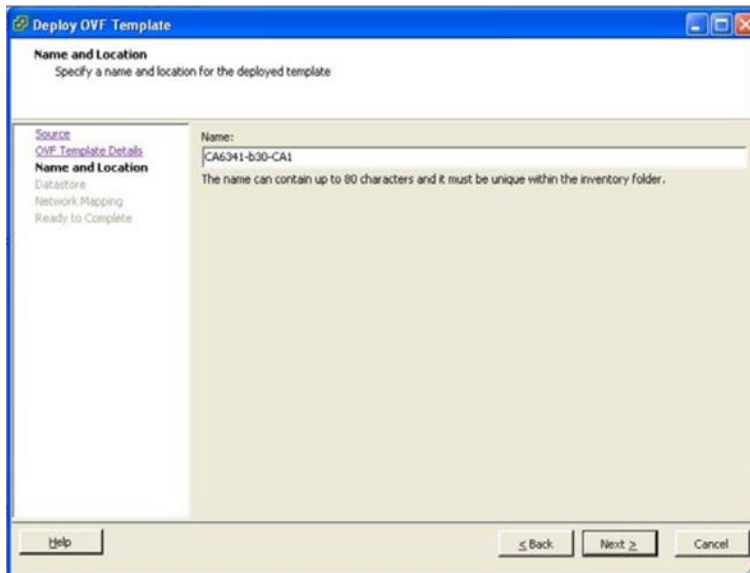 Deploy OVF Template
Name and Location
Specify a name and location for the deployed template
Source
OVF Template Details
Name and Location
Datastore
Network Mapping
Ready to Complete
Name:
CA6341-b30-CA1
The name can contain up to 80 characters and it must be unique within the inventory folder.
Help
≤ Back
Next ≥
Cancel